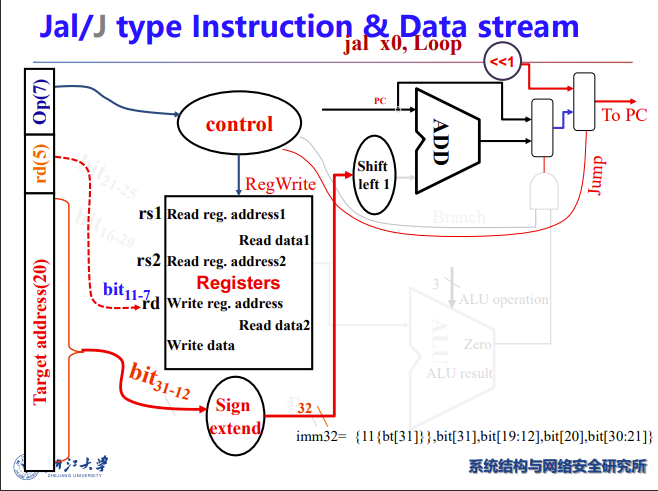 Jal/J type Instruction & Data stream
jal x0, Loop
<<1
Op(7)
rd(5)
Target address(20)
control
PC
ADD
To PC
Shift
left 1
Jump
RegWrite
bit21-25
bit16-20
Branch
rs1 Read reg. address1
Read data1
rs2 Read reg. address2
Registers
bit11-7
rd Write reg. address
Read data2
Write data
3
ALU operation
ALU
Zero
ALU result
bit31-12
Sign
extend
32
imm32= {11{bt[31]}},bit[31],bit[19:12],bit[20],bit[30:21]}
浙江大学
ZHEJIANG UNIVERSITY
系统结构与网络安全研究所